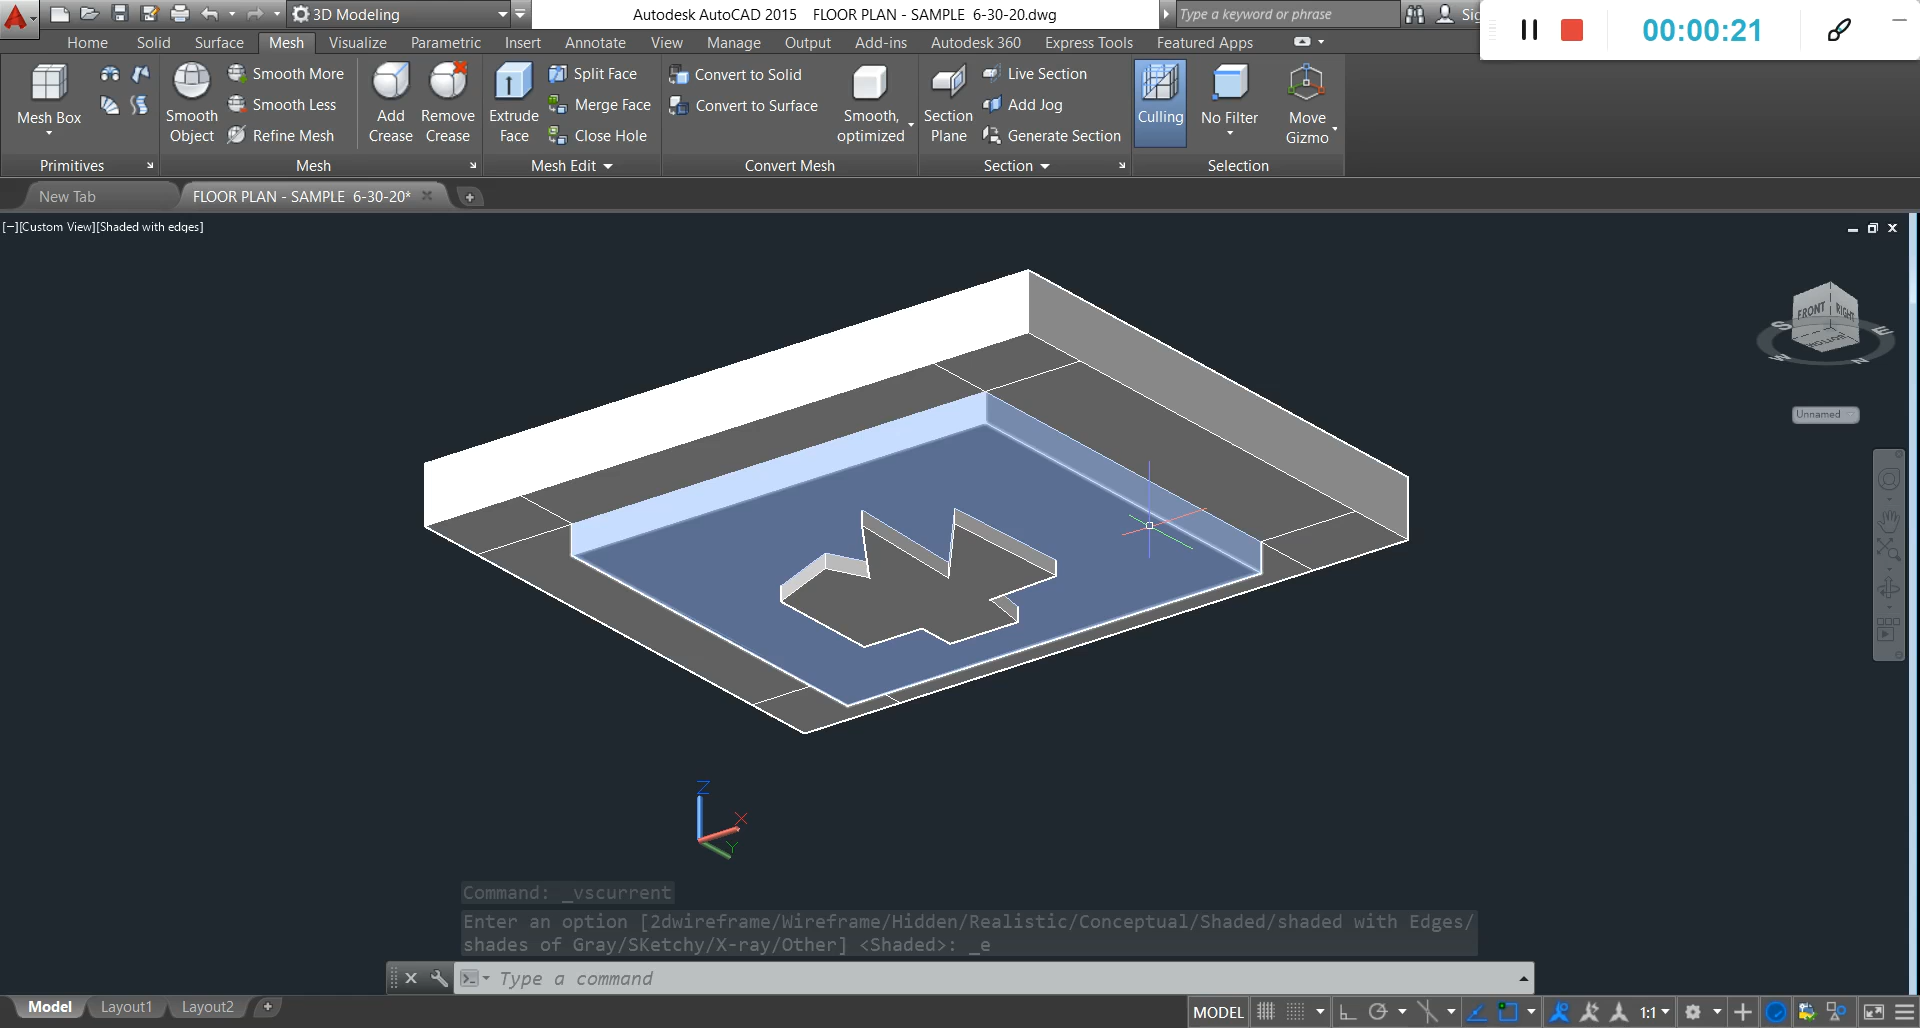 3D Modeling
Autodesk AutoCAD 2015 FLOOR PLAN - SAMPLE 6-30-20.dwg
Type a keyword or phrase
Sig
00:00:21
Home Solid Surface Mesh Visualize Parametric Insert Annotate View Manage Output Add-ins Autodesk 360 Express Tools Featured Apps
Mesh Box
Smooth Object
Smooth More
Smooth Less
Refine Mesh
Add Crease
Remove Crease
Extrude Face
Split Face
Merge Face
Close Hole
Convert to Solid
Convert to Surface
Smooth, optimized
Section Plane
Live Section
Add Jog
Generate Section
Culling
No Filter
Move Gizmo
Primitives Mesh Mesh Edit Convert Mesh Section Selection
New Tab FLOOR PLAN - SAMPLE 6-30-20*
[−][Custom View][Shaded with edges]
FRONT RIGHT
BOTTOM
S E
W N
Unnamed
Z
X
Y
Command: _vscurrent
Enter an option [2dwireframe/Wireframe/Hidden/Realistic/Conceptual/Shaded/shaded with Edges/
shades of Gray/SKetchy/X-ray/Other] <Shaded>: _e
Type a command
Model Layout1 Layout2
MODEL 1:1